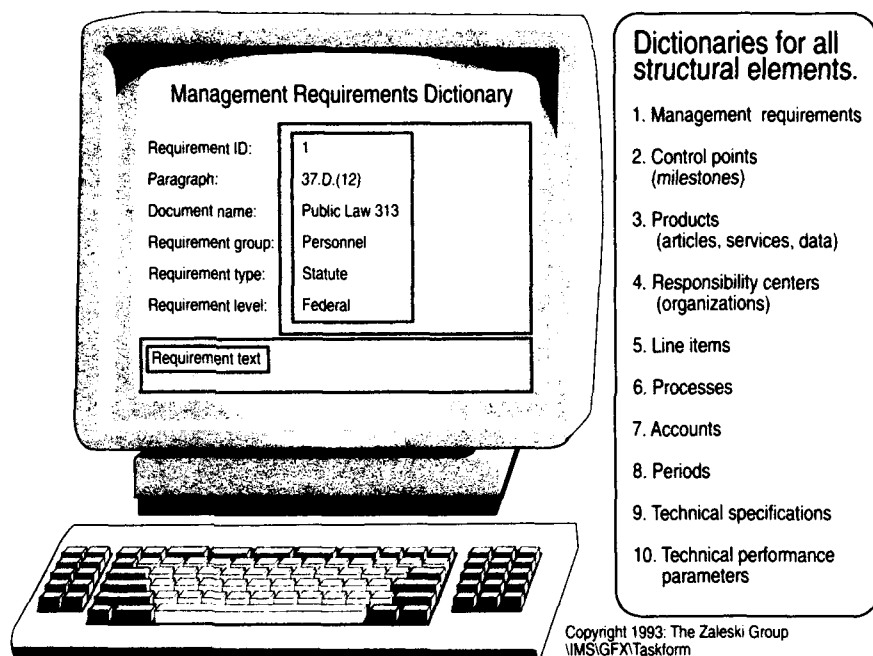 Management Requirements Dictionary
Requirement ID: 1
Paragraph: 37.D.(12)
Document name: Public Law 313
Requirement group: Personnel
Requirement type: Statute
Requirement level: Federal
Requirement text
Dictionaries for all
structural elements.
1. Management requirements
2. Control points
(milestones)
3. Products
(articles, services, data)
4. Responsibility centers
(organizations)
5. Line items
6. Processes
7. Accounts
8. Periods
9. Technical specifications
10. Technical performance
parameters
Copyright 1993: The Zaleski Group
\IMS\GFX\Taskform